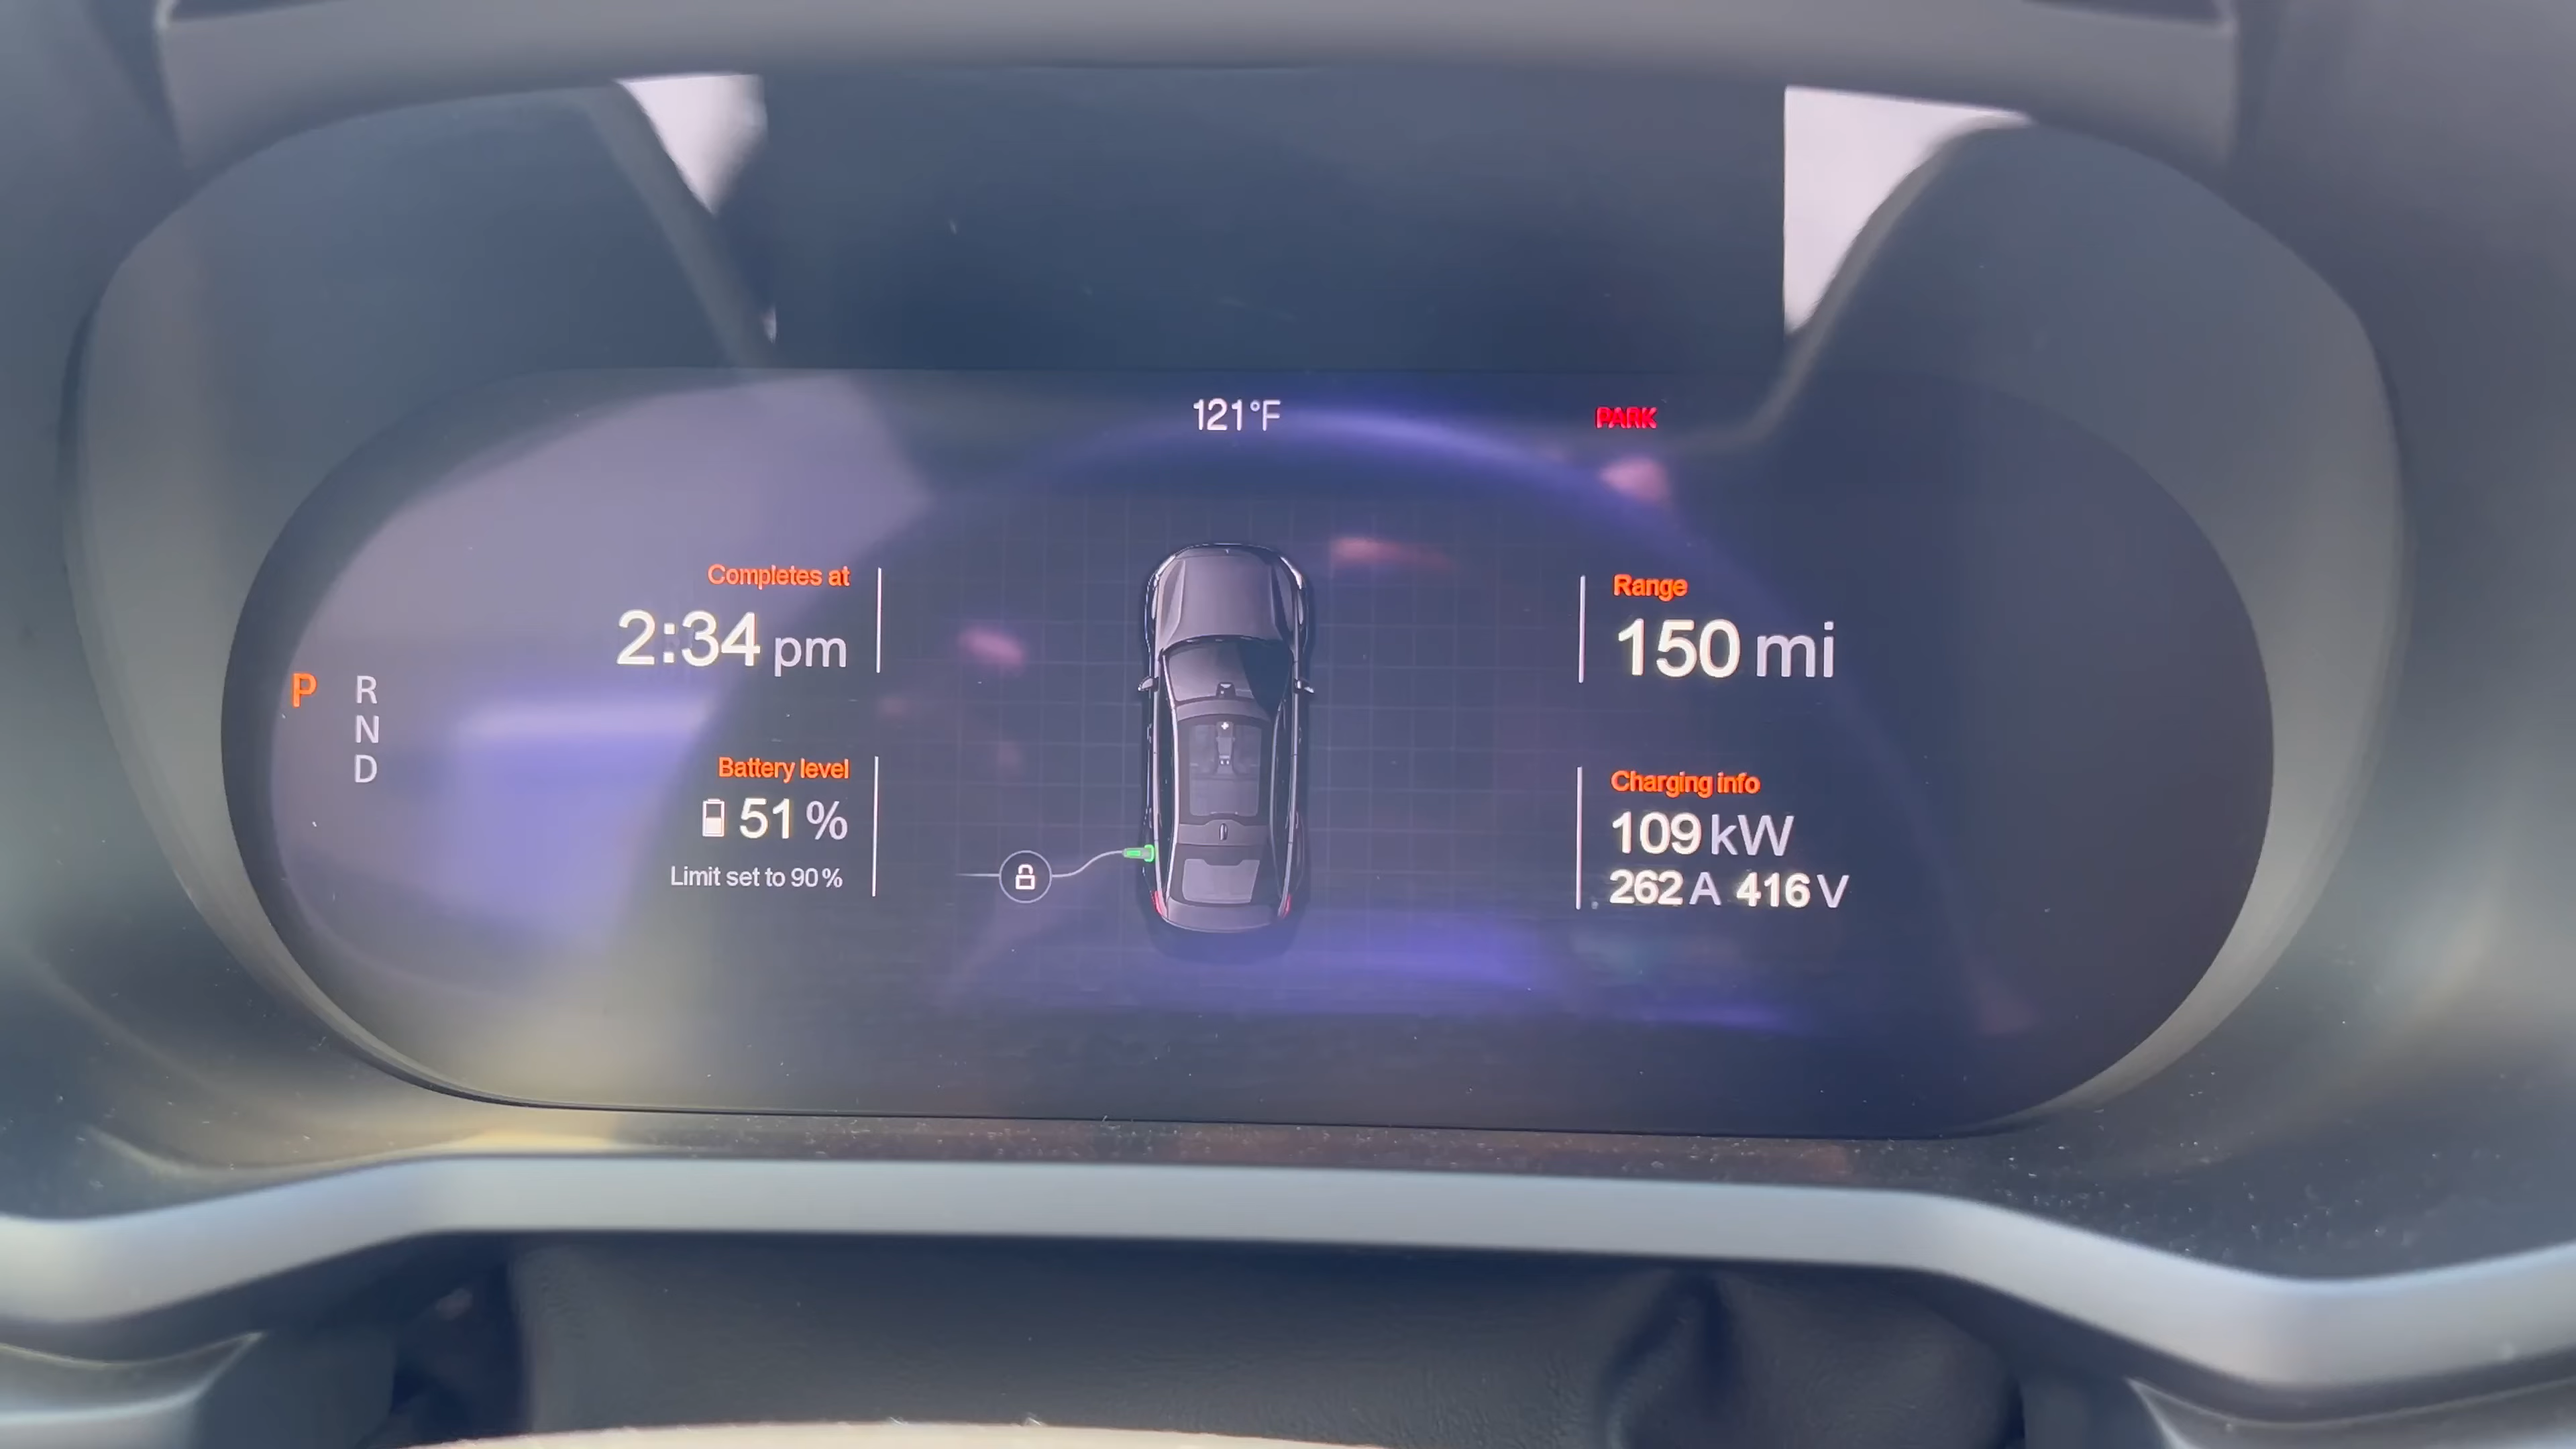 121°F
PARK
Completes at
2:34 pm
Range
150 mi
P R
N
D
Battery level
51 %
Limit set to 90 %
Charging info
109 kW
262 A 416 V